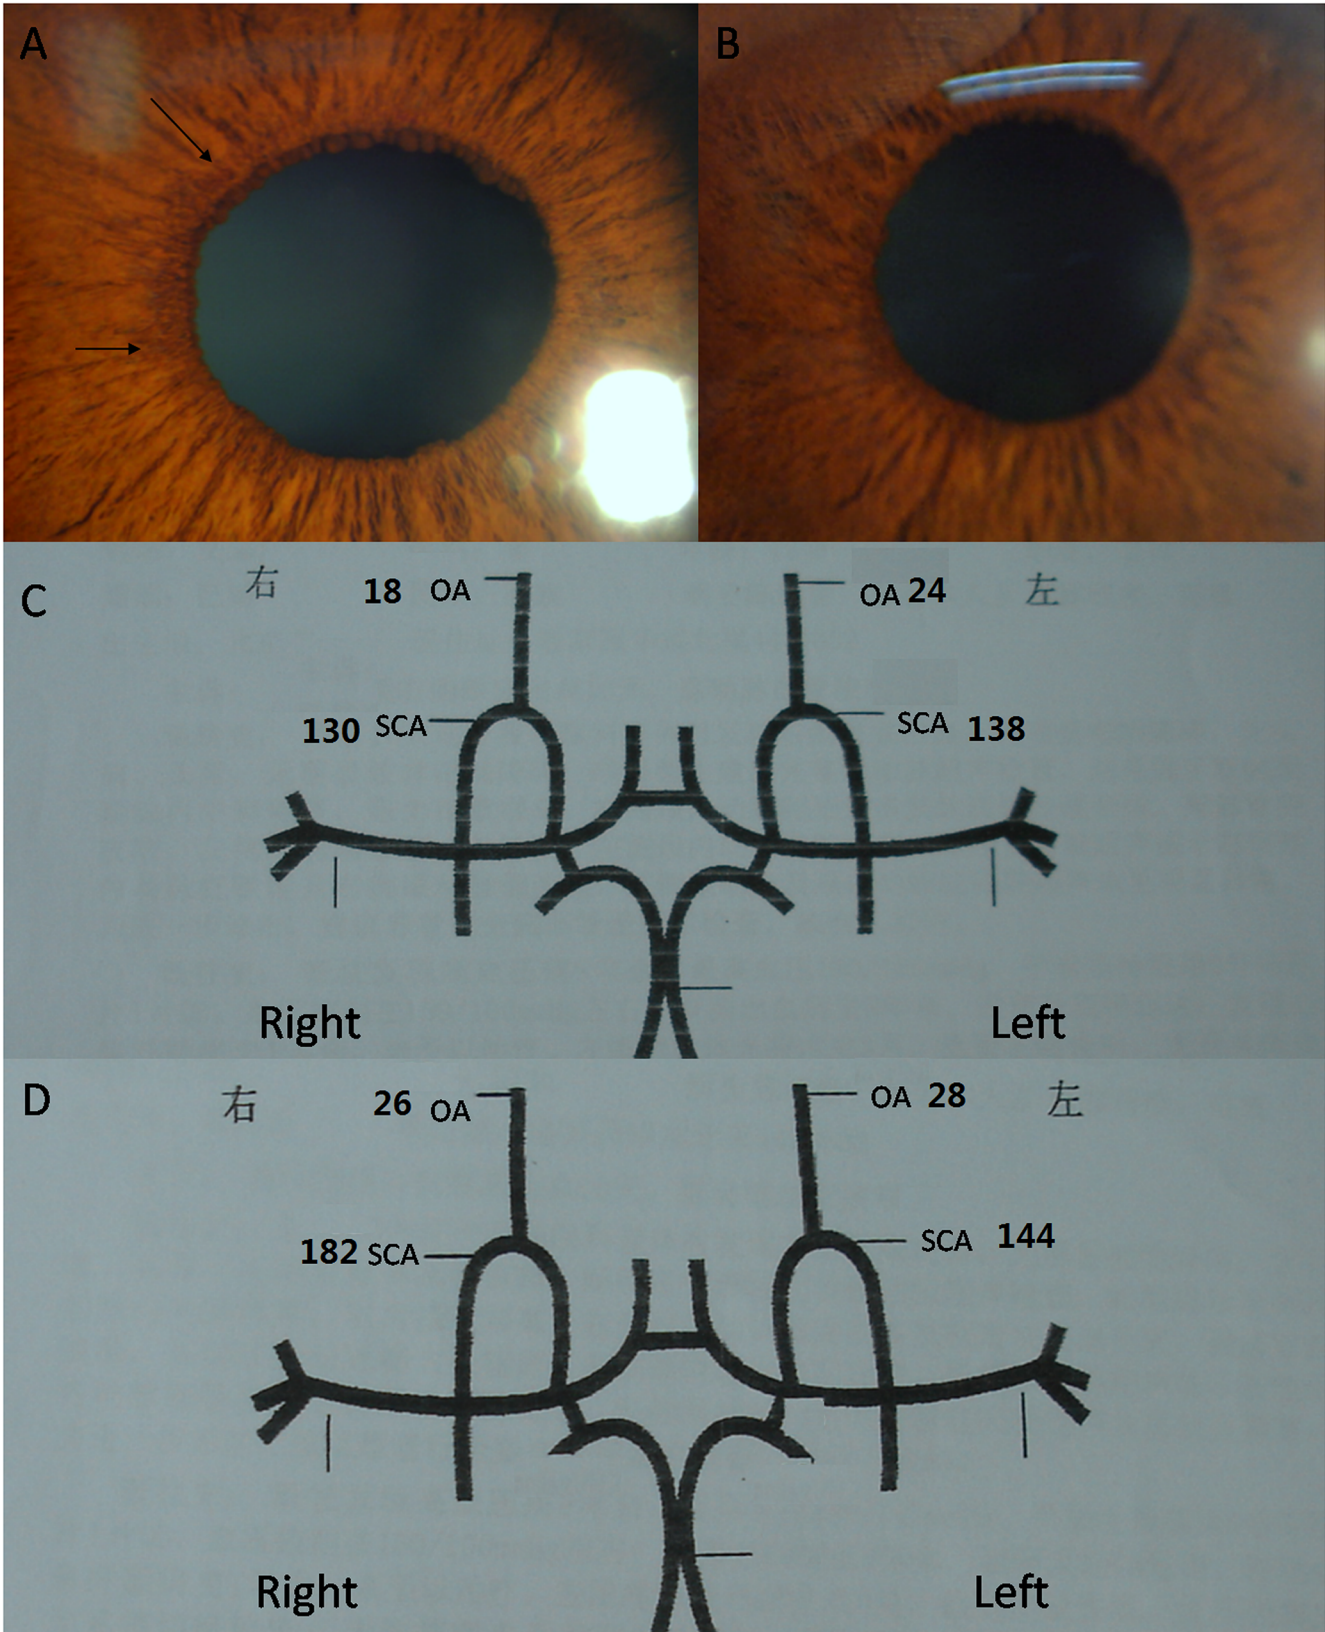 A
B
C
右 18 OA OA 24 左
130 SCA SCA 138
Right Left
D
右 26 OA OA 28 左
182 SCA SCA 144
Right Left